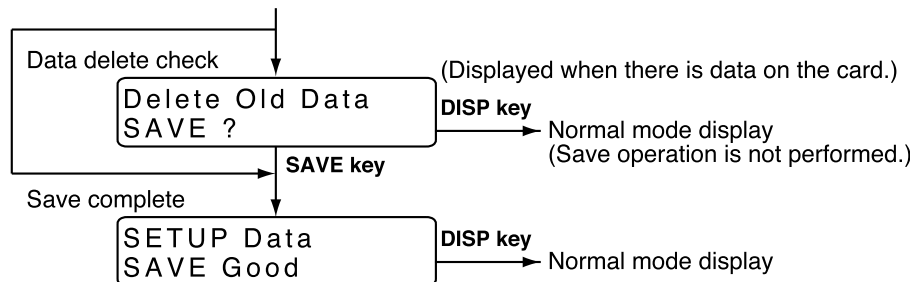 Data delete check
(Displayed when there is data on the card.)
Delete Old Data
SAVE ?
DISP key
Normal mode display
(Save operation is not performed.)
SAVE key
Save complete
SETUP Data
SAVE Good
DISP key
Normal mode display